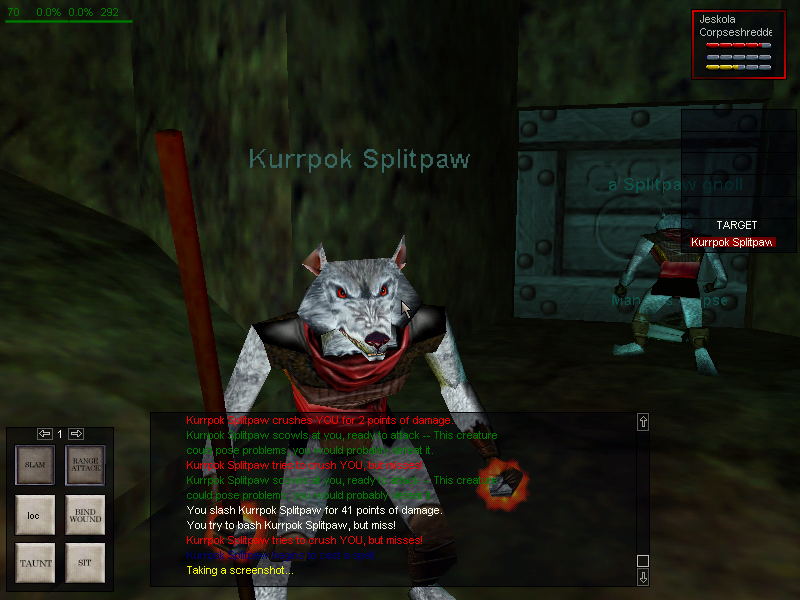 70 0.0% 0.0% 292
Jeskola
Corpseshredde
Kurrpok Splitpaw
a Splitpaw gnoll
TARGET
Kurrpok Splitpaw
1
SLAM
RANGE ATTACK
loc
BIND WOUND
TAUNT
SIT
Kurrpok Splitpaw crushes YOU for 2 points of damage.
Kurrpok Splitpaw scowls at you, ready to attack -- This creature
could pose problems, you would probably defeat it.
Kurrpok Splitpaw tries to crush YOU, but misses!
Kurrpok Splitpaw scowls at you, ready to attack -- This creature
could pose problems, you would probably defeat it.
You slash Kurrpok Splitpaw for 41 points of damage.
You try to bash Kurrpok Splitpaw, but miss!
Kurrpok Splitpaw tries to crush YOU, but misses!
Kurrpok Splitpaw
Taking a screenshot...